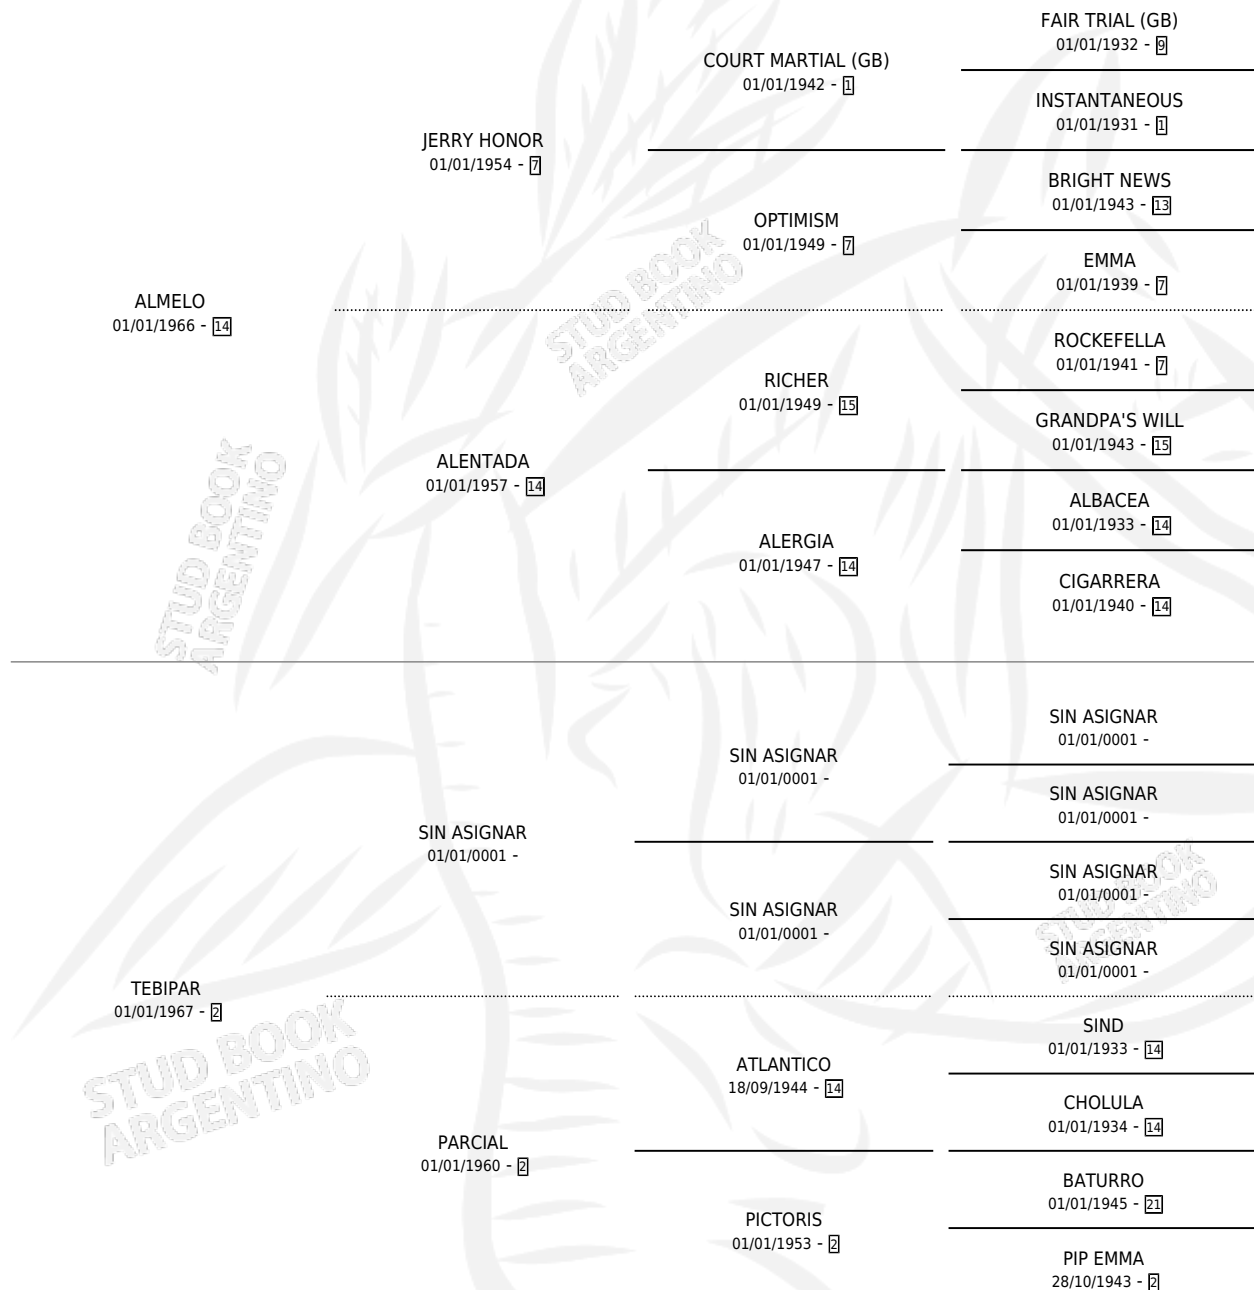 FAIR TRIAL (GB)
01/01/1932 - 9
COURT MARTIAL (GB)
01/01/1942 - 1
INSTANTANEOUS
01/01/1931 - 1
JERRY HONOR
01/01/1954 - 7
BRIGHT NEWS
01/01/1943 - 13
OPTIMISM
01/01/1949 - 7
EMMA
01/01/1939 - 7
ALMELO
01/01/1966 - 14
ROCKEFELLA
01/01/1941 - 7
RICHER
01/01/1949 - 15
GRANDPA'S WILL
01/01/1943 - 15
ALENTADA
01/01/1957 - 14
ALBACEA
01/01/1933 - 14
ALERGIA
01/01/1947 - 14
CIGARRERA
01/01/1940 - 14
STUD BOOK
ARGENTINO
STUD BOOK
ARGENTINO
SIN ASIGNAR
01/01/0001 -
SIN ASIGNAR
01/01/0001 -
SIN ASIGNAR
01/01/0001 -
SIN ASIGNAR
01/01/0001 -
SIN ASIGNAR
01/01/0001 -
SIN ASIGNAR
01/01/0001 -
SIN ASIGNAR
01/01/0001 -
STUD BOOK
ARGENTINO
TEBIPAR
01/01/1967 - 2
SIND
01/01/1933 - 14
ATLANTICO
18/09/1944 - 14
CHOLULA
01/01/1934 - 14
PARCIAL
01/01/1960 - 2
BATURRO
01/01/1945 - 21
PICTORIS
01/01/1953 - 2
PIP EMMA
28/10/1943 - 2
STUD BOOK
ARGENTINO